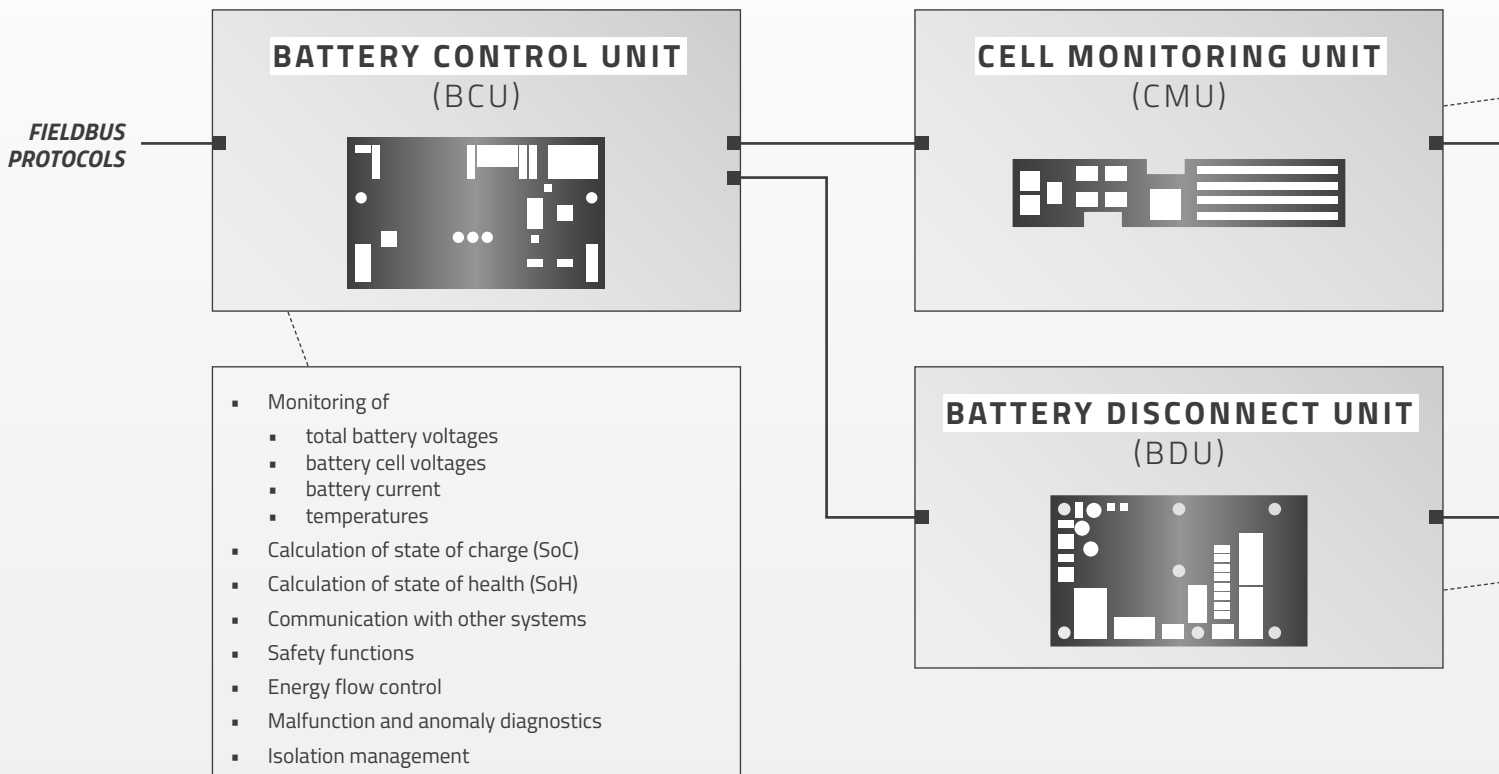 FIELDBUS
PROTOCOLS
BATTERY CONTROL UNIT
(BCU)
CELL MONITORING UNIT
(CMU)
▪ Monitoring of
▪ total battery voltages
▪ battery cell voltages
▪ battery current
▪ temperatures
▪ Calculation of state of charge (SoC)
▪ Calculation of state of health (SoH)
▪ Communication with other systems
▪ Safety functions
▪ Energy flow control
▪ Malfunction and anomaly diagnostics
▪ Isolation management
BATTERY DISCONNECT UNIT
(BDU)